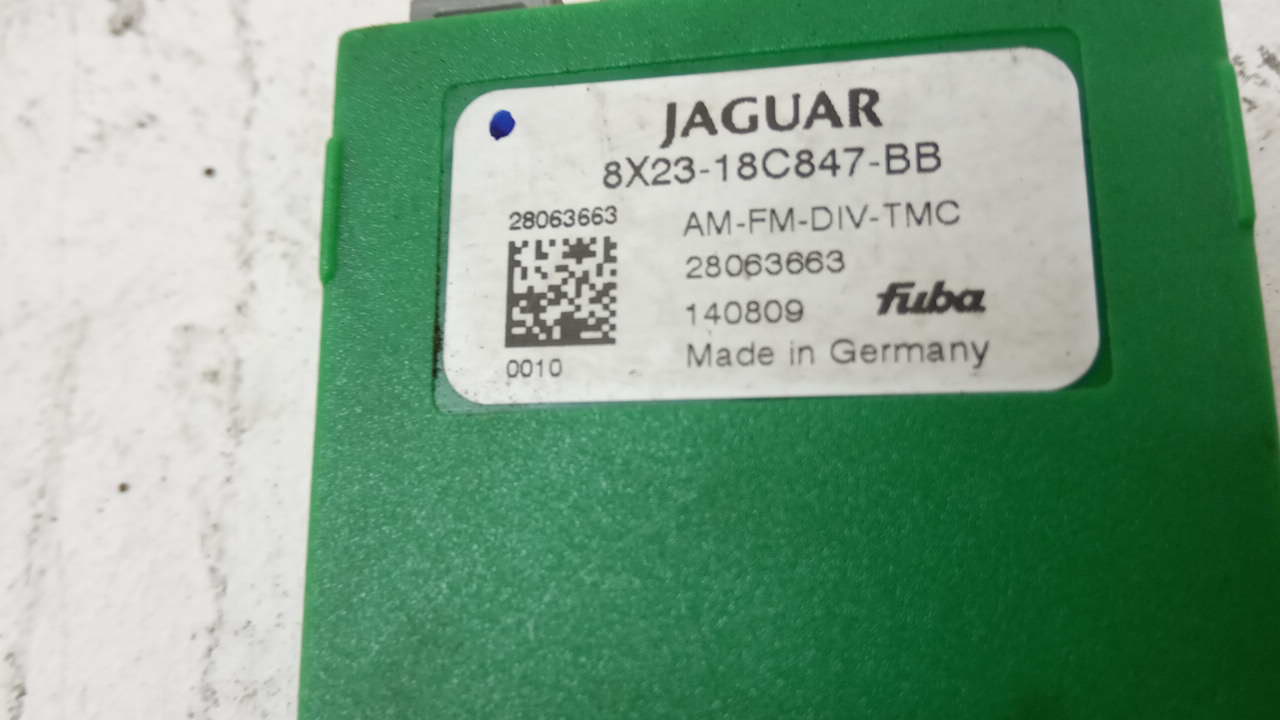 JAGUAR
8X23-18C847-BB
28063663
AM-FM-DIV-TMC
28063663
140809
fuba
Made in Germany
0010